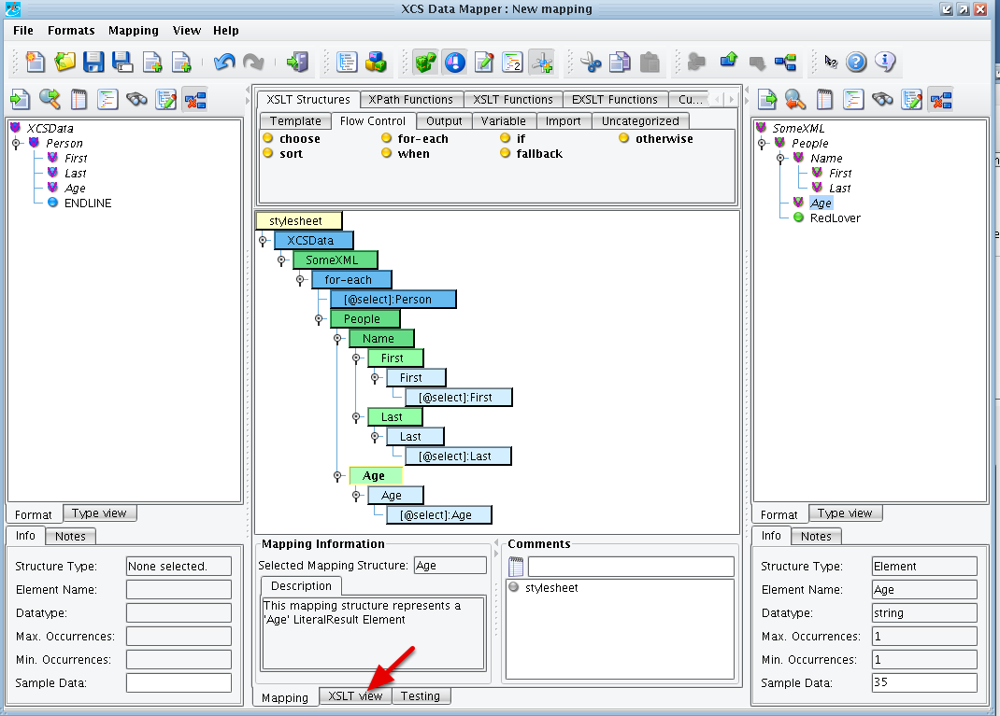 XCS Data Mapper : New mapping
File Formats Mapping View Help
XCSData
Person
First
Last
Age
ENDLINE
Format Type view
Info Notes
Structure Type: None selected.
Element Name:
Datatype:
Max. Occurrences:
Min. Occurrences:
Sample Data:
XSLT Structures XPath Functions XSLT Functions EXSLT Functions Cu...
Template Flow Control Output Variable Import Uncategorized
choose for-each if otherwise
sort when fallback
stylesheet
XCSData
SomeXML
for-each
[@select]:Person
People
Name
First
First
[@select]:First
Last
Last
[@select]:Last
Age
Age
[@select]:Age
Mapping Information
Selected Mapping Structure: Age
Description
This mapping structure represents a
'Age' LiteralResult Element
Comments
stylesheet
Mapping XSLT view Testing
SomeXML
People
Name
First
Last
Age
RedLover
Format Type view
Info Notes
Structure Type: Element
Element Name: Age
Datatype: string
Max. Occurrences: 1
Min. Occurrences: 1
Sample Data: 35